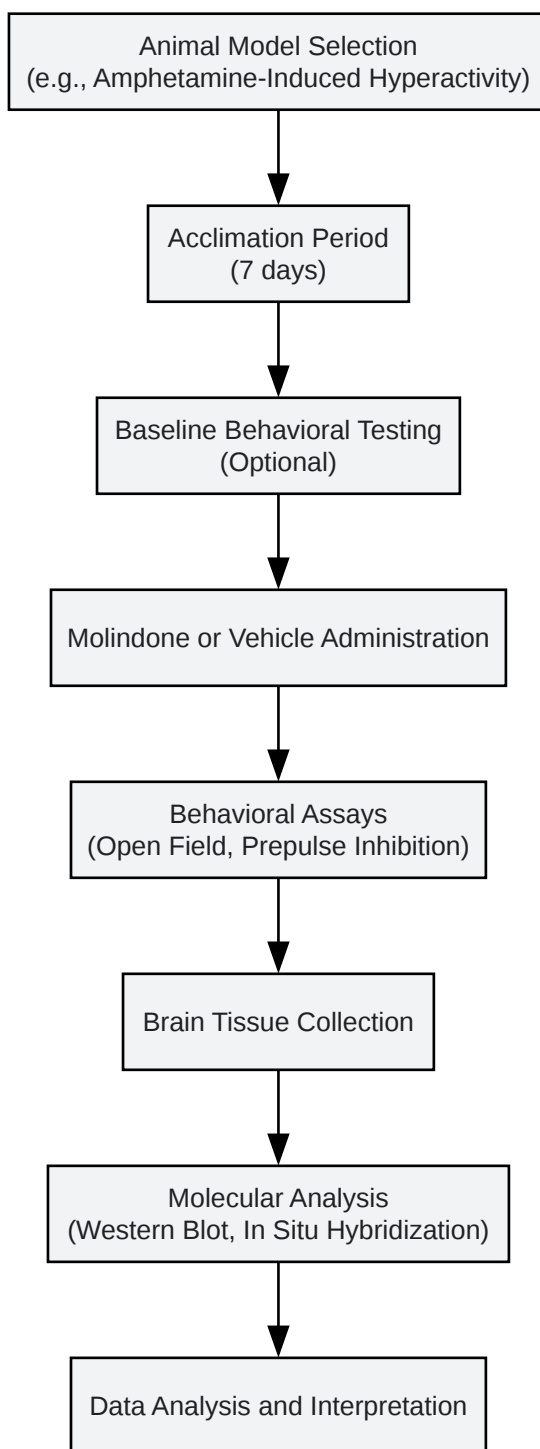 Animal Model Selection
(e.g., Amphetamine-Induced Hyperactivity)
Acclimation Period
(7 days)
Baseline Behavioral Testing
(Optional)
Molindone or Vehicle Administration
Behavioral Assays
(Open Field, Prepulse Inhibition)
Brain Tissue Collection
Molecular Analysis
(Western Blot, In Situ Hybridization)
Data Analysis and Interpretation